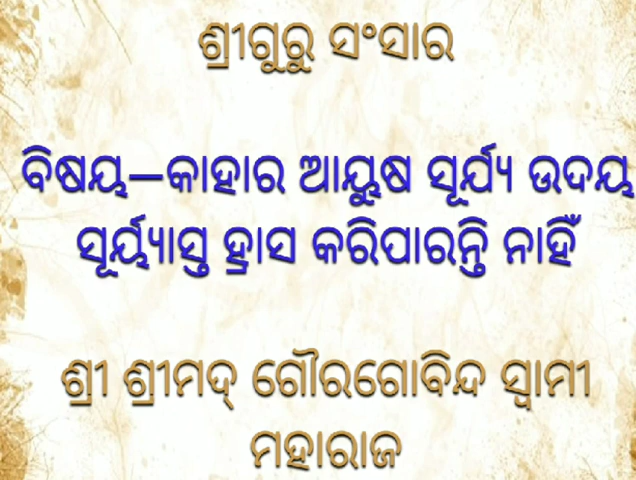 ଶ୍ରୀଗୁରୁ ସଂସାର
ବିଷୟ—କାହାର ଆୟୁଷ ସୂର୍ଯ୍ୟ ଉଦୟ
ସୂର୍ୟ୍ୟାସ୍ତ ହ୍ରାସ କରିପାରନ୍ତି ନାହିଁ
ଶ୍ରୀ ଶ୍ରୀମଦ୍ ଗୌରଗୋବିନ୍ଦ ସ୍ୱାମୀ
ମହାରାଜ